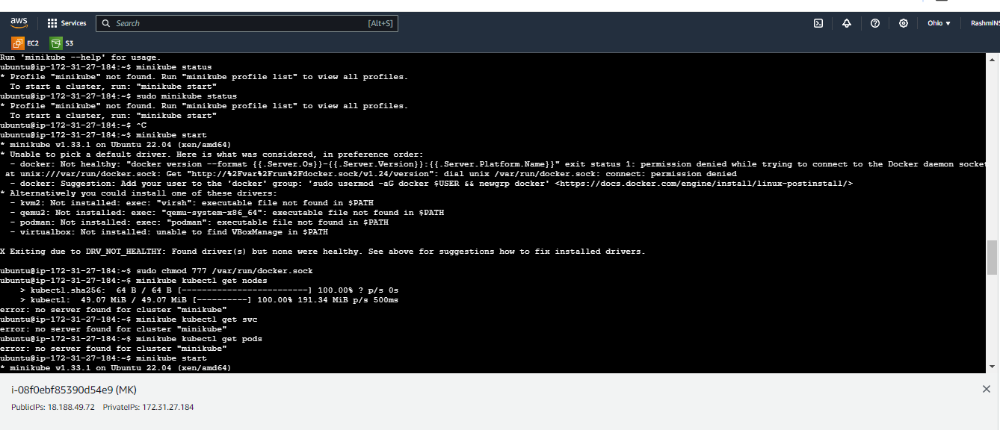 aws Services Search [Alt+S] Ohio ▼ RashmiNS
EC2 S3
Run 'minikube --help' for usage.
ubuntu@ip-172-31-27-184:~$ minikube status
* Profile "minikube" not found. Run "minikube profile list" to view all profiles.
  To start a cluster, run: "minikube start"
ubuntu@ip-172-31-27-184:~$ sudo minikube status
* Profile "minikube" not found. Run "minikube profile list" to view all profiles.
  To start a cluster, run: "minikube start"
ubuntu@ip-172-31-27-184:~$ ^C
ubuntu@ip-172-31-27-184:~$ minikube start
* minikube v1.33.1 on Ubuntu 22.04 (xen/amd64)
* Unable to pick a default driver. Here is what was considered, in preference order:
  - docker: Not healthy: "docker version --format {{.Server.Os}}-{{.Server.Version}}:{{.Server.Platform.Name}}" exit status 1: permission denied while trying to connect to the Docker daemon socket
 at unix:///var/run/docker.sock: Get "http://%2Fvar%2Frun%2Fdocker.sock/v1.24/version": dial unix /var/run/docker.sock: connect: permission denied
  - docker: Suggestion: Add your user to the 'docker' group: 'sudo usermod -aG docker $USER && newgrp docker' <https://docs.docker.com/engine/install/linux-postinstall/>
* Alternatively you could install one of these drivers:
  - kvm2: Not installed: exec: "virsh": executable file not found in $PATH
  - qemu2: Not installed: exec: "qemu-system-x86_64": executable file not found in $PATH
  - podman: Not installed: exec: "podman": executable file not found in $PATH
  - virtualbox: Not installed: unable to find VBoxManage in $PATH
X Exiting due to DRV_NOT_HEALTHY: Found driver(s) but none were healthy. See above for suggestions how to fix installed drivers.
ubuntu@ip-172-31-27-184:~$ sudo chmod 777 /var/run/docker.sock
ubuntu@ip-172-31-27-184:~$ minikube kubectl get nodes
    > kubectl.sha256:  64 B / 64 B [-------------------------] 100.00% ? p/s 0s
    > kubectl:  49.07 MiB / 49.07 MiB [----------] 100.00% 191.34 MiB p/s 500ms
error: no server found for cluster "minikube"
ubuntu@ip-172-31-27-184:~$ minikube kubectl get svc
error: no server found for cluster "minikube"
ubuntu@ip-172-31-27-184:~$ minikube kubectl get pods
error: no server found for cluster "minikube"
ubuntu@ip-172-31-27-184:~$ minikube start
* minikube v1.33.1 on Ubuntu 22.04 (xen/amd64)
i-08f0ebf85390d54e9 (MK)
PublicIPs: 18.188.49.72 PrivateIPs: 172.31.27.184